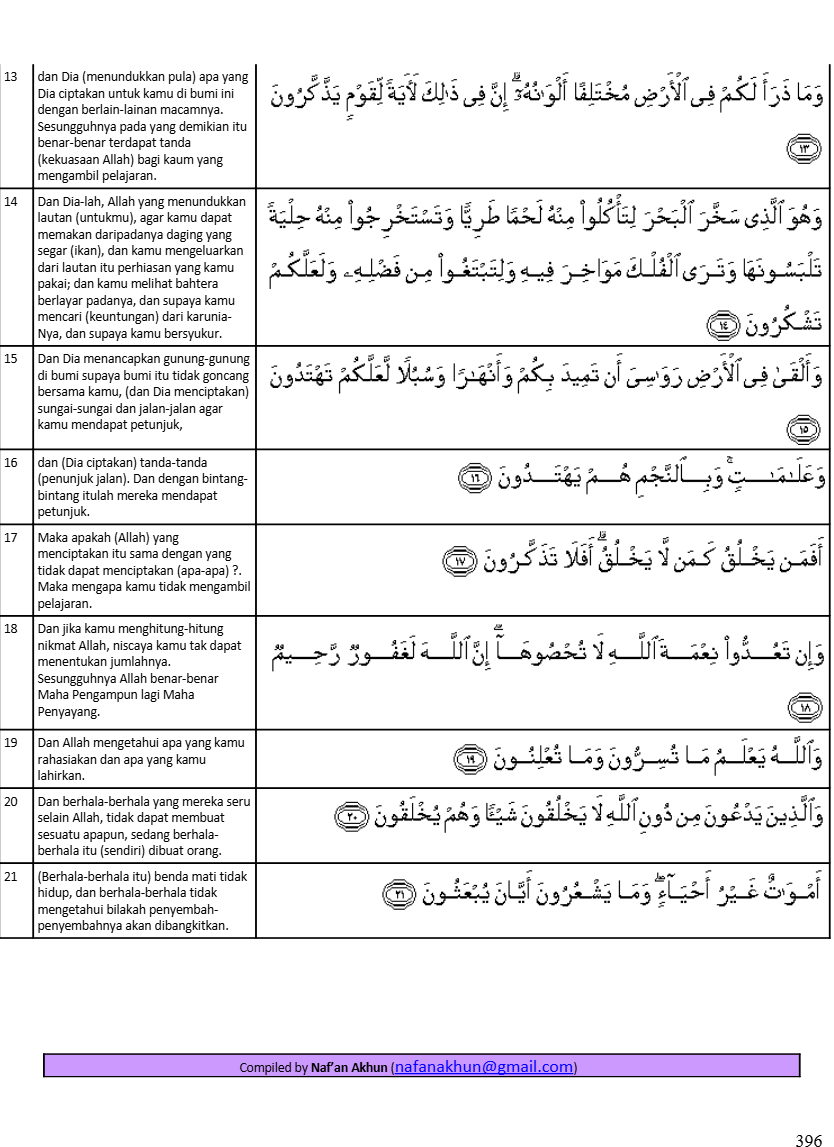 13
dan Dia (menundukkan pula) apa yang
Dia ciptakan untuk kamu di bumi ini
dengan berlain-lainan macamnya.
Sesungguhnya pada yang demikian itu
benar-benar terdapat tanda
(kekuasaan Allah) bagi kaum yang
mengambil pelajaran.
وَمَا ذَرَأَ لَكُمْ فِى ٱلْأَرْضِ مُخْتَلِفًا أَلْوَٰنُهُۥٓ ۗ إِنَّ فِى ذَٰلِكَ لَأَيَةً لِّقَوْمٍ يَذَّكَّرُونَ
١٣
14
Dan Dia-lah, Allah yang menundukkan
lautan (untukmu), agar kamu dapat
memakan daripadanya daging yang
segar (ikan), dan kamu mengeluarkan
dari lautan itu perhiasan yang kamu
pakai; dan kamu melihat bahtera
berlayar padanya, dan supaya kamu
mencari (keuntungan) dari karunia-
Nya, dan supaya kamu bersyukur.
وَهُوَ ٱلَّذِى سَخَّرَ ٱلْبَحْرَ لِتَأْكُلُوا۟ مِنْهُ لَحْمًا طَرِيًّا وَتَسْتَخْرِجُوا۟ مِنْهُ حِلْيَةً
تَلْبَسُونَهَا وَتَرَى ٱلْفُلْكَ مَوَاخِرَ فِيهِ وَلِتَبْتَغُوا۟ مِن فَضْلِهِۦ وَلَعَلَّكُمْ
تَشْكُرُونَ ١٤
15
Dan Dia menancapkan gunung-gunung
di bumi supaya bumi itu tidak goncang
bersama kamu, (dan Dia menciptakan)
sungai-sungai dan jalan-jalan agar
kamu mendapat petunjuk,
وَأَلْقَىٰ فِى ٱلْأَرْضِ رَوَٰسِىَ أَن تَمِيدَ بِكُمْ وَأَنْهَٰرًا وَسُبُلًا لَّعَلَّكُمْ تَهْتَدُونَ
١٥
16
dan (Dia ciptakan) tanda-tanda
(penunjuk jalan). Dan dengan bintang-
bintang itulah mereka mendapat
petunjuk.
وَعَلَٰمَٰتٍ ۚ وَبِٱلنَّجْمِ هُمْ يَهْتَدُونَ ١٦
17
Maka apakah (Allah) yang
menciptakan itu sama dengan yang
tidak dapat menciptakan (apa-apa) ?.
Maka mengapa kamu tidak mengambil
pelajaran.
أَفَمَن يَخْلُقُ كَمَن لَّا يَخْلُقُ ۗ أَفَلَا تَذَكَّرُونَ ١٧
18
Dan jika kamu menghitung-hitung
nikmat Allah, niscaya kamu tak dapat
menentukan jumlahnya.
Sesungguhnya Allah benar-benar
Maha Pengampun lagi Maha
Penyayang.
وَإِن تَعُدُّوا۟ نِعْمَةَ ٱللَّهِ لَا تُحْصُوهَآ ۗ إِنَّ ٱللَّهَ لَغَفُورٌ رَّحِيمٌ
١٨
19
Dan Allah mengetahui apa yang kamu
rahasiakan dan apa yang kamu
lahirkan.
وَٱللَّهُ يَعْلَمُ مَا تُسِرُّونَ وَمَا تُعْلِنُونَ ١٩
20
Dan berhala-berhala yang mereka seru
selain Allah, tidak dapat membuat
sesuatu apapun, sedang berhala-
berhala itu (sendiri) dibuat orang.
وَٱلَّذِينَ يَدْعُونَ مِن دُونِ ٱللَّهِ لَا يَخْلُقُونَ شَيْـًٔا وَهُمْ يُخْلَقُونَ ٢٠
21
(Berhala-berhala itu) benda mati tidak
hidup, dan berhala-berhala tidak
mengetahui bilakah penyembah-
penyembahnya akan dibangkitkan.
أَمْوَٰتٌ غَيْرُ أَحْيَآءٍ ۖ وَمَا يَشْعُرُونَ أَيَّانَ يُبْعَثُونَ ٢١
Compiled by Naf'an Akhun (nafanakhun@gmail.com)
396